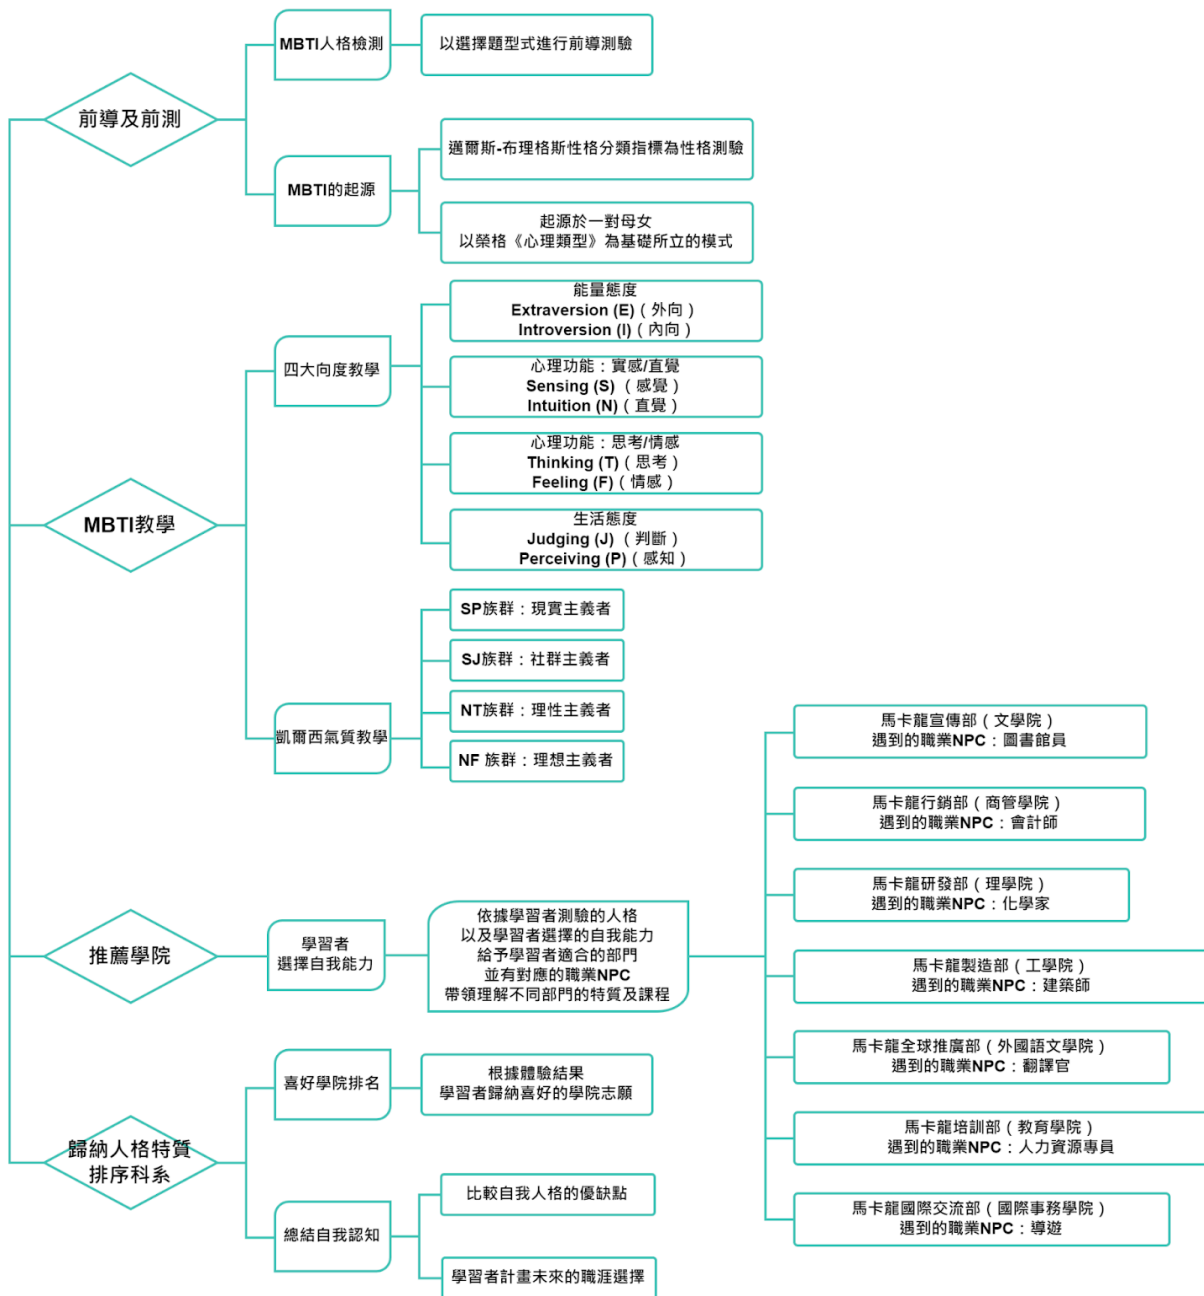 前導及前測
MBTI人格檢測
以選擇題型式進行前導測驗
MBTI的起源
邁爾斯-布理格斯性格分類指標為性格測驗
起源於一對母女
以榮格《心理類型》為基礎所立的模式
MBTI教學
四大向度教學
能量態度
Extraversion (E)（外向）
Introversion (I)（內向）
心理功能：實感/直覺
Sensing (S) （感覺）
Intuition (N)（直覺）
心理功能：思考/情感
Thinking (T)（思考）
Feeling (F)（情感）
生活態度
Judging (J) （判斷）
Perceiving (P)（感知）
凱爾西氣質教學
SP族群：現實主義者
SJ族群：社群主義者
NT族群：理性主義者
NF 族群：理想主義者
推薦學院
學習者
選擇自我能力
依據學習者測驗的人格
以及學習者選擇的自我能力
給予學習者適合的部門
並有對應的職業NPC
帶領理解不同部門的特質及課程
馬卡龍宣傳部（文學院）
遇到的職業NPC：圖書館員
馬卡龍行銷部（商管學院）
遇到的職業NPC：會計師
馬卡龍研發部（理學院）
遇到的職業NPC：化學家
馬卡龍製造部（工學院）
遇到的職業NPC：建築師
馬卡龍全球推廣部（外國語文學院）
遇到的職業NPC：翻譯官
馬卡龍培訓部（教育學院）
遇到的職業NPC：人力資源專員
馬卡龍國際交流部（國際事務學院）
遇到的職業NPC：導遊
歸納人格特質
排序科系
喜好學院排名
根據體驗結果
學習者歸納喜好的學院志願
總結自我認知
比較自我人格的優缺點
學習者計畫未來的職涯選擇